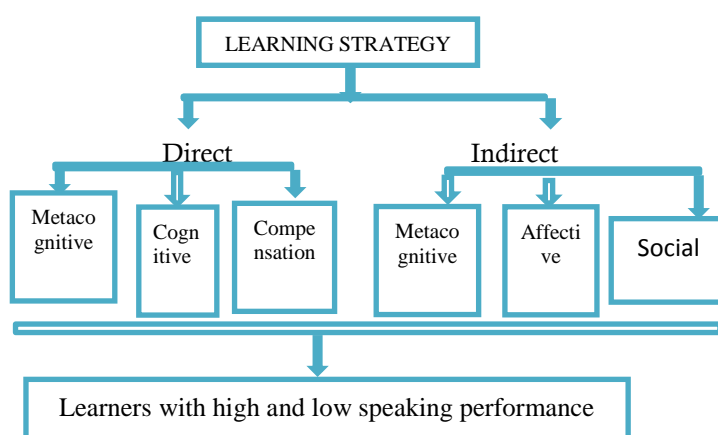 LEARNING STRATEGY
Direct
Indirect
Metaco
gnitive
Cogn
itive
Compe
nsation
Metaco
gnitive
Affecti
ve
Social
Learners with high and low speaking performance